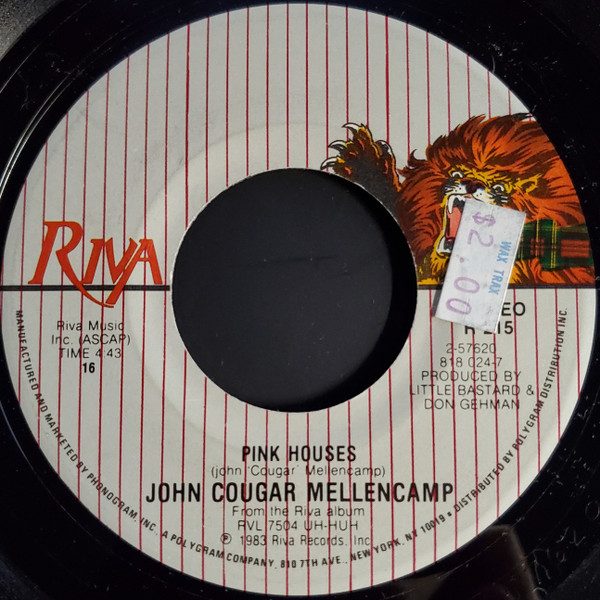 RIVA
Riva Music
Inc. (ASCAP)
TIME 4:43
16
WAX TRAX
$2.00
2-57620
818 024-7
PRODUCED BY
LITTLE BASTARD &
DON GEHMAN
PINK HOUSES
(john 'Cougar' Mellencamp)
JOHN COUGAR MELLENCAMP
From the Riva album
RVL 7504 UH-HUH
℗ 1983 Riva Records, Inc.
MANUFACTURED AND MARKETED BY PHONOGRAM, INC. A POLYGRAM COMPANY, 810 7TH AVE., NEW YORK, NY. 10019 • DISTRIBUTED BY POLYGRAM DISTRIBUTION INC.